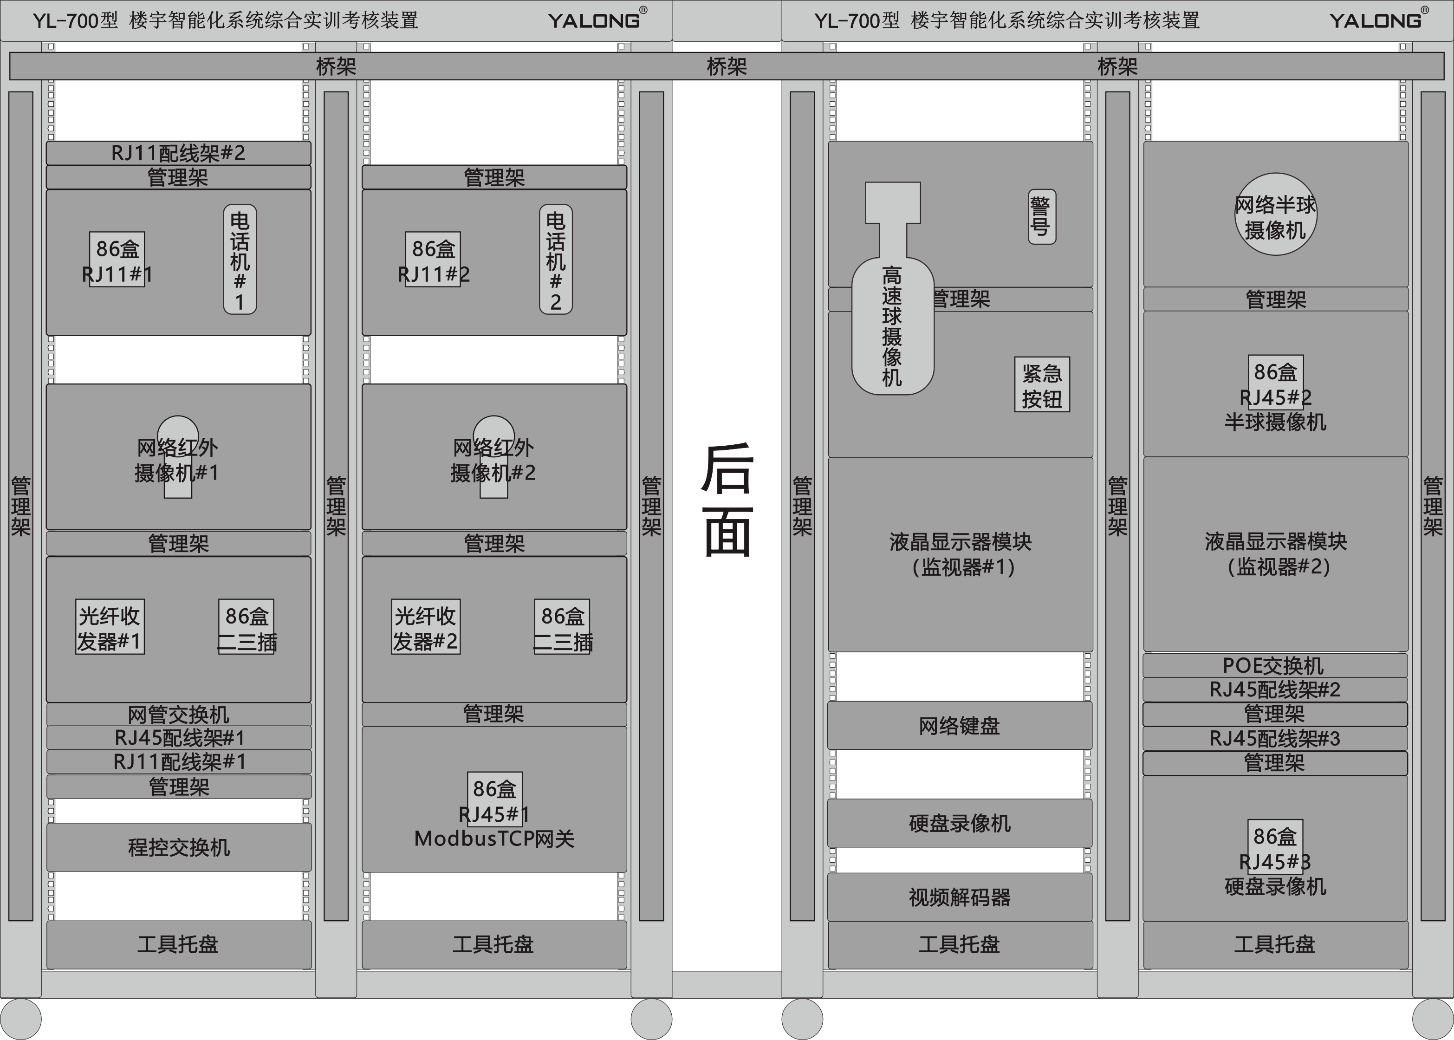 YL-700型 楼宇智能化系统综合实训考核装置
YALONG®
YL-700型 楼宇智能化系统综合实训考核装置
YALONG®
桥架
桥架
桥架
管理架
RJ11配线架#2
管理架
86盒
RJ11#1
电话机#1
网络红外
摄像机#1
管理架
光纤收
发器#1
86盒
二三插
网管交换机
RJ45配线架#1
RJ11配线架#1
管理架
程控交换机
工具托盘
管理架
管理架
86盒
RJ11#2
电话机#2
网络红外
摄像机#2
管理架
光纤收
发器#2
86盒
二三插
管理架
86盒
RJ45#1
ModbusTCP网关
工具托盘
管理架
后面
管理架
高速球摄像机
警号
管理架
紧急
按钮
液晶显示器模块
(监视器#1)
网络键盘
硬盘录像机
视频解码器
工具托盘
管理架
网络半球
摄像机
管理架
86盒
RJ45#2
半球摄像机
液晶显示器模块
(监视器#2)
POE交换机
RJ45配线架#2
管理架
RJ45配线架#3
管理架
86盒
RJ45#3
硬盘录像机
工具托盘
管理架